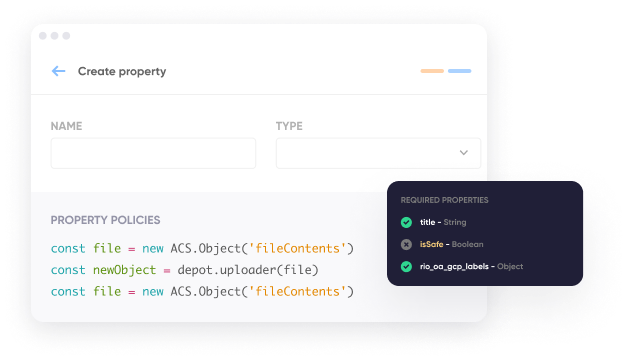 Create property
NAME
TYPE
PROPERTY POLICIES
const file = new ACS.Object('fileContents')
const newObject = depot.uploader(file)
const file = new ACS.Object('fileContents')
REQUIRED PROPERTIES
title - String
isSafe - Boolean
rio_oa_gcp_labels - Object